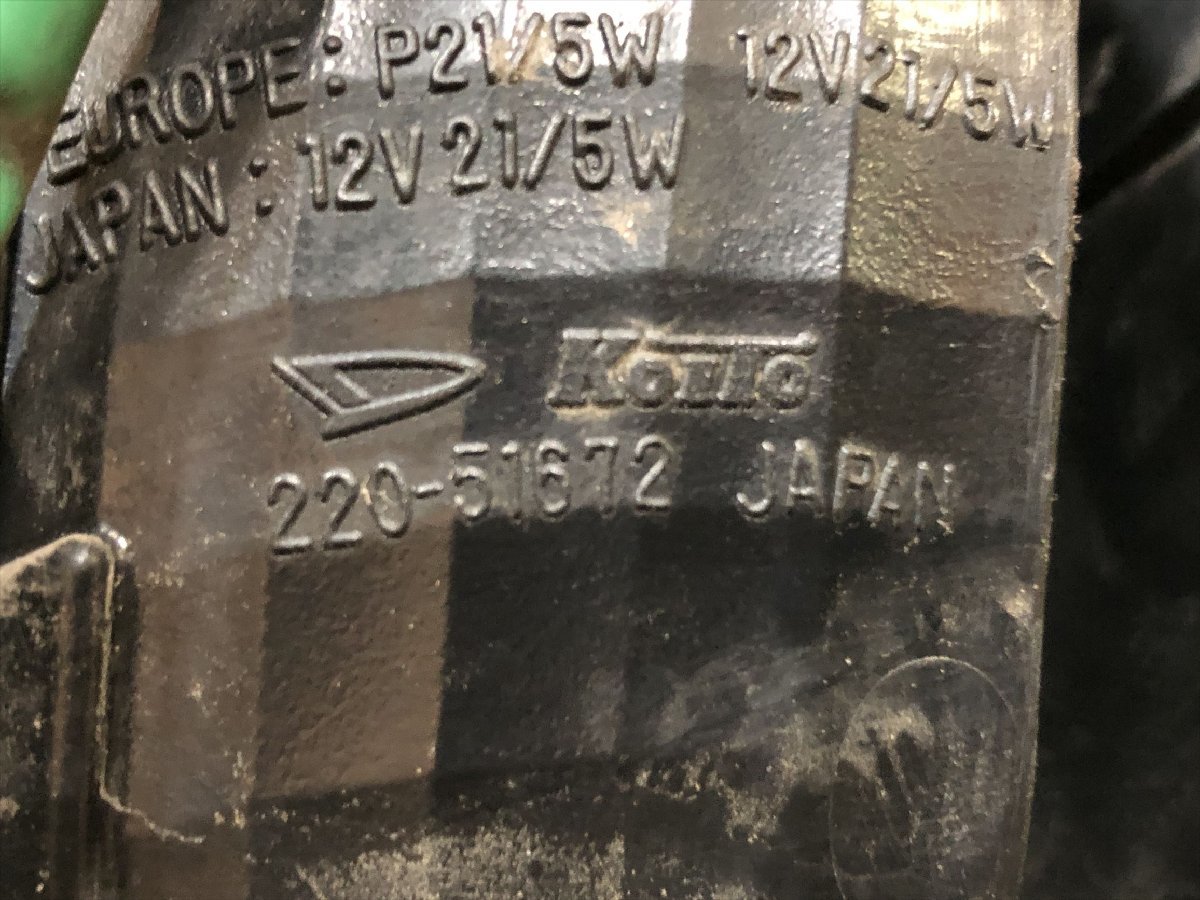 EUROPE: P21/5W 12V21/5W
JAPAN: 12V 21/5W
KOITO
220-51672 JAPAN